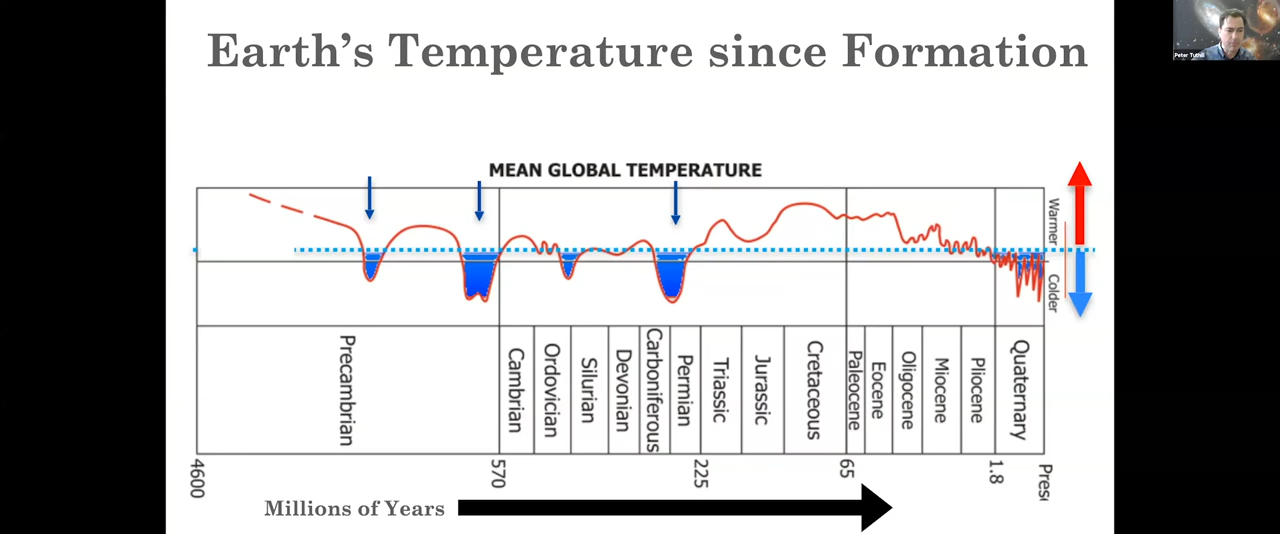 Earth's Temperature since Formation
Peter Tuthill
MEAN GLOBAL TEMPERATURE
Warmer
Colder
Precambrian
Cambrian
Ordovician
Silurian
Devonian
Carboniferous
Permian
Triassic
Jurassic
Cretaceous
Paleocene
Eocene
Oligocene
Miocene
Pliocene
Quaternary
4600
570
225
65
1.8
Prese
Millions of Years